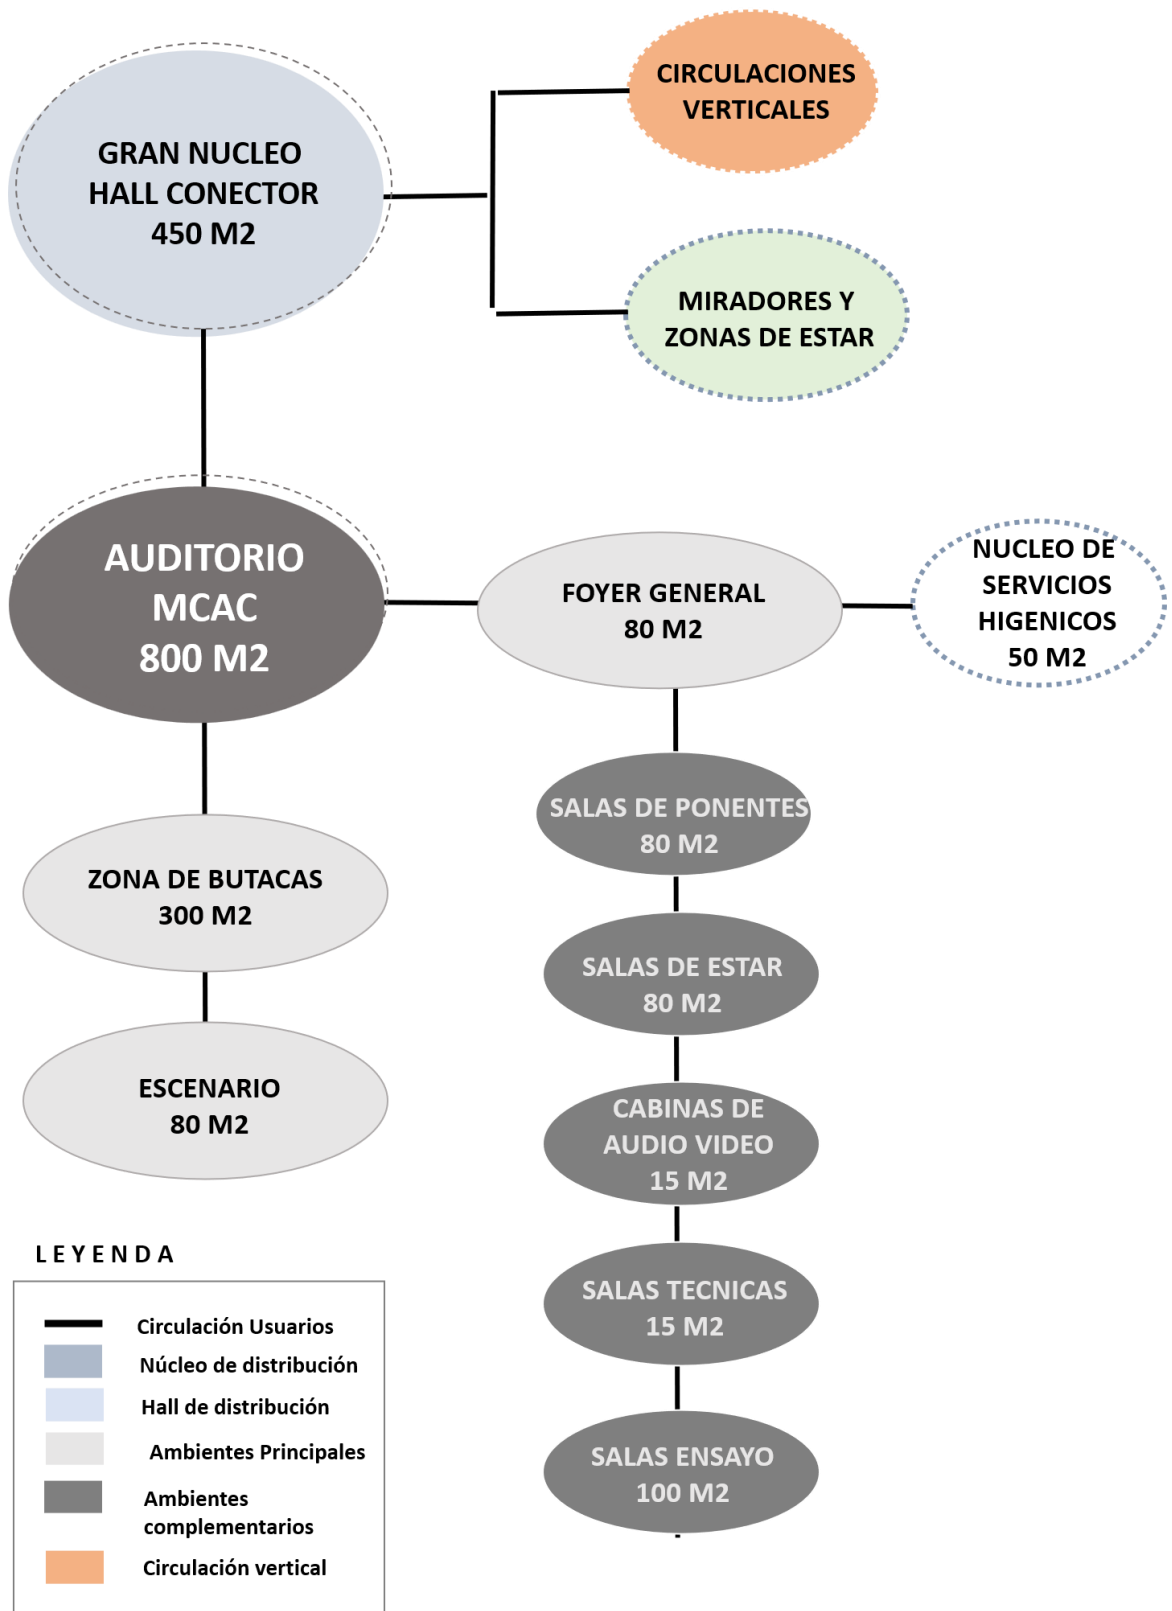 GRAN NUCLEO
HALL CONECTOR
450 M2
CIRCULACIONES
VERTICALES
MIRADORES Y
ZONAS DE ESTAR
AUDITORIO
MCAC
800 M2
FOYER GENERAL
80 M2
NUCLEO DE
SERVICIOS
HIGENICOS
50 M2
ZONA DE BUTACAS
300 M2
ESCENARIO
80 M2
SALAS DE PONENTES
80 M2
SALAS DE ESTAR
80 M2
CABINAS DE
AUDIO VIDEO
15 M2
SALAS TECNICAS
15 M2
SALAS ENSAYO
100 M2
LEYENDA
Circulación Usuarios
Núcleo de distribución
Hall de distribución
Ambientes Principales
Ambientes
complementarios
Circulación vertical